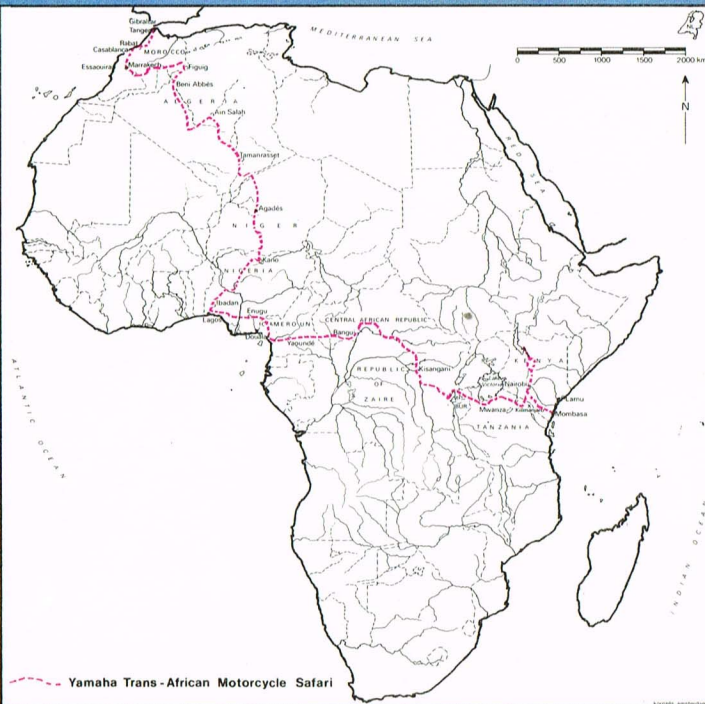 Gibraltar
Tanger
Rabat
Casablanca
MOROCCO
Essaouira
Marrakech
Figuig
Beni Abbès
ALGERIA
Ain Salah
Tamanrasset
Agadès
NIGER
Kano
NIGERIA
Ibadan
Lagos
Enugu
CAMEROUN
Douala
Yaoundé
CENTRAL AFRICAN REPUBLIC
Bangui
REPUBLIC
OF
ZAIRE
Kisangani
KENYA
Nairobi
Lamu
Mwanza
Mombasa
TANZANIA
MEDITERRANEAN SEA
RED SEA
ATLANTIC OCEAN
INDIAN OCEAN
0 500 1000 1500 2000 km
N
Yamaha Trans-African Motorcycle Safari